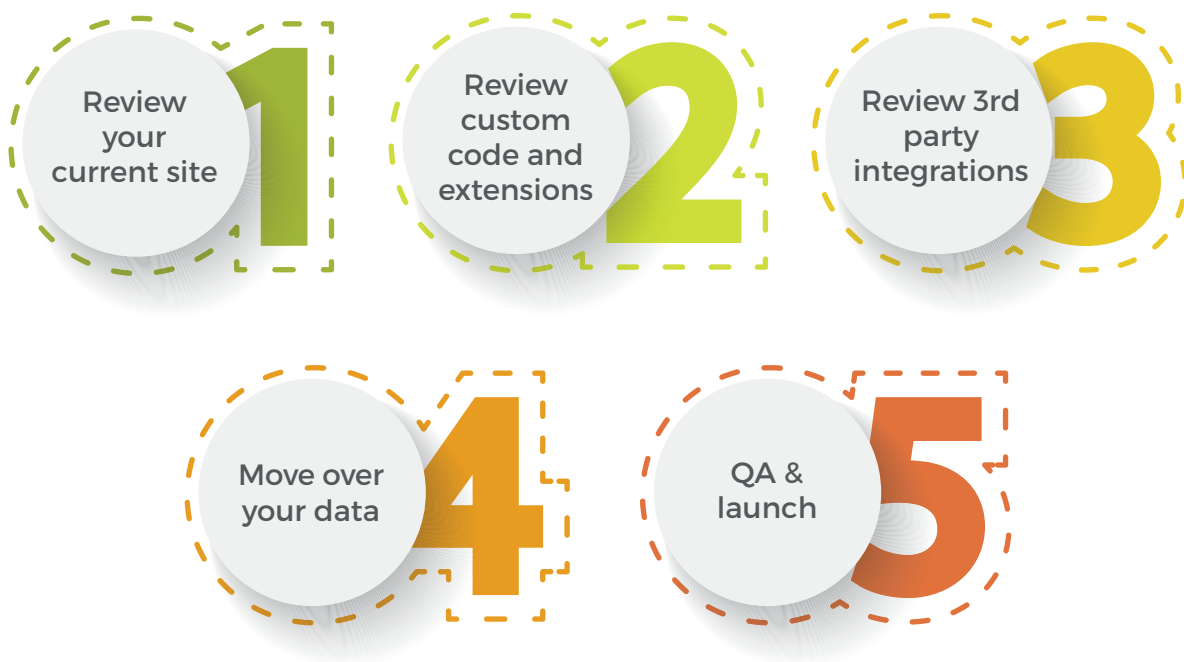 Review
your
current site
1
Review
custom
code and
extensions
2
Review 3rd
party
integrations
3
Move over
your data
4
QA &
launch
5